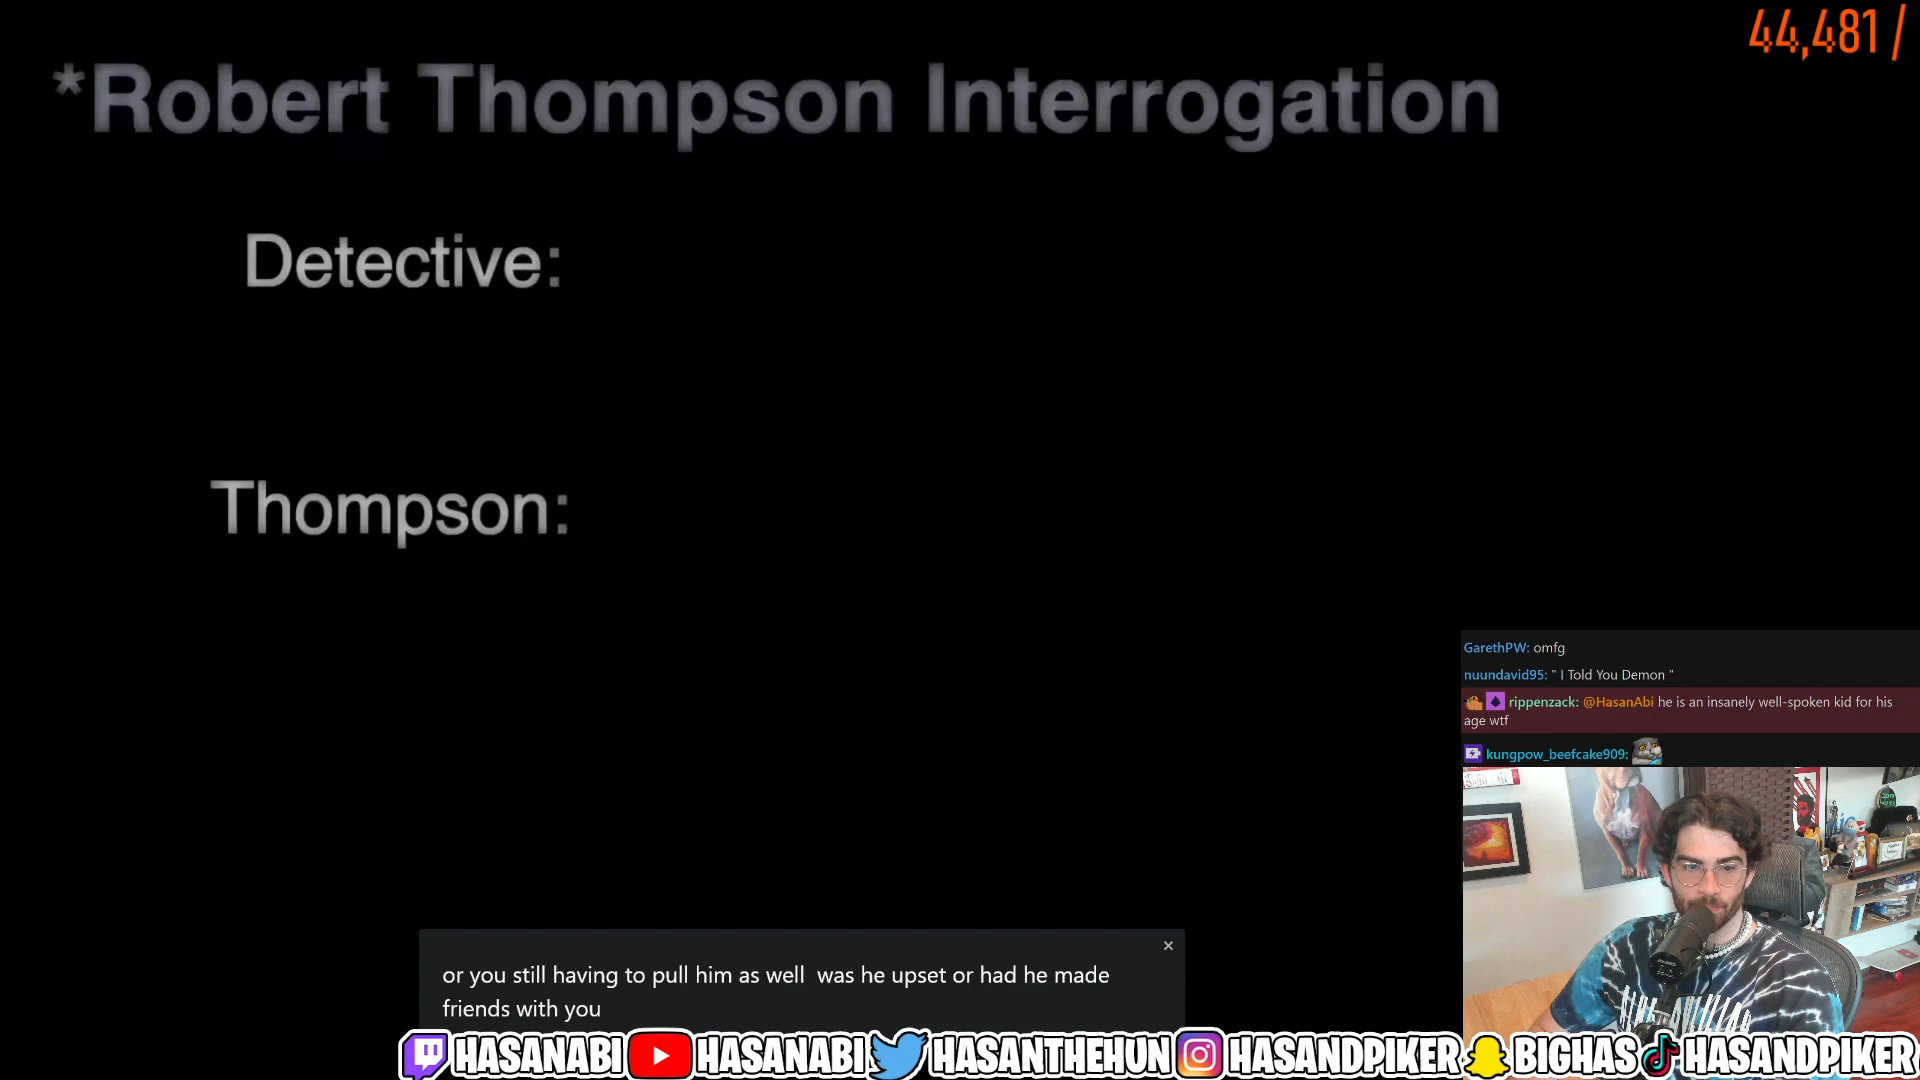 44,481 /
*Robert Thompson Interrogation
Detective:
Thompson:
GarethPW: omfg
nuundavid95: " I Told You Demon "
rippenzack: @HasanAbi he is an insanely well-spoken kid for his
age wtf
kungpow_beefcake909:
or you still having to pull him as well was he upset or had he made
friends with you
HASANABI HASANABI HASANTHEHUN HASANDPIKER BIGHAS HASANDPIKER